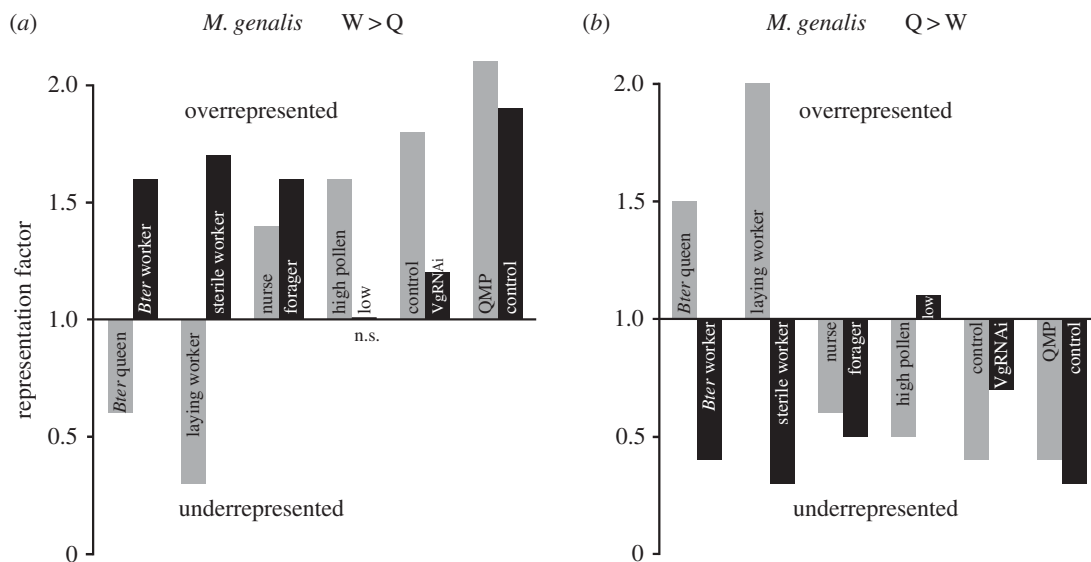 (a) M. genalis W > Q
representation factor
2.0
1.5
1.0
0.5
0
overrepresented
underrepresented
Bter queen
Bter worker
laying worker
sterile worker
nurse
forager
high pollen
low
n.s.
control
VgRNAi
QMP
control
(b) M. genalis Q > W
2.0
1.5
1.0
0.5
0
overrepresented
underrepresented
Bter queen
Bter worker
laying worker
sterile worker
nurse
forager
high pollen
low
control
VgRNAi
QMP
control